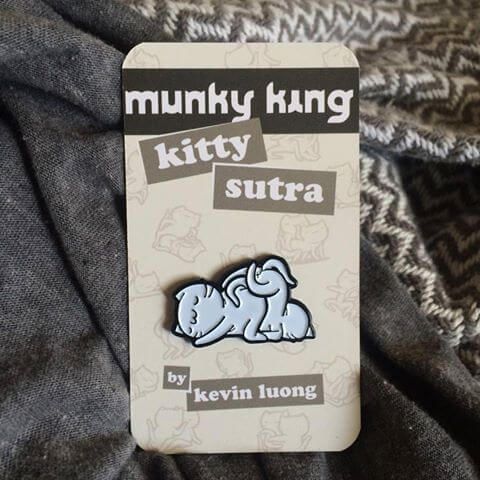 munky king
kitty
sutra
by
kevin luong